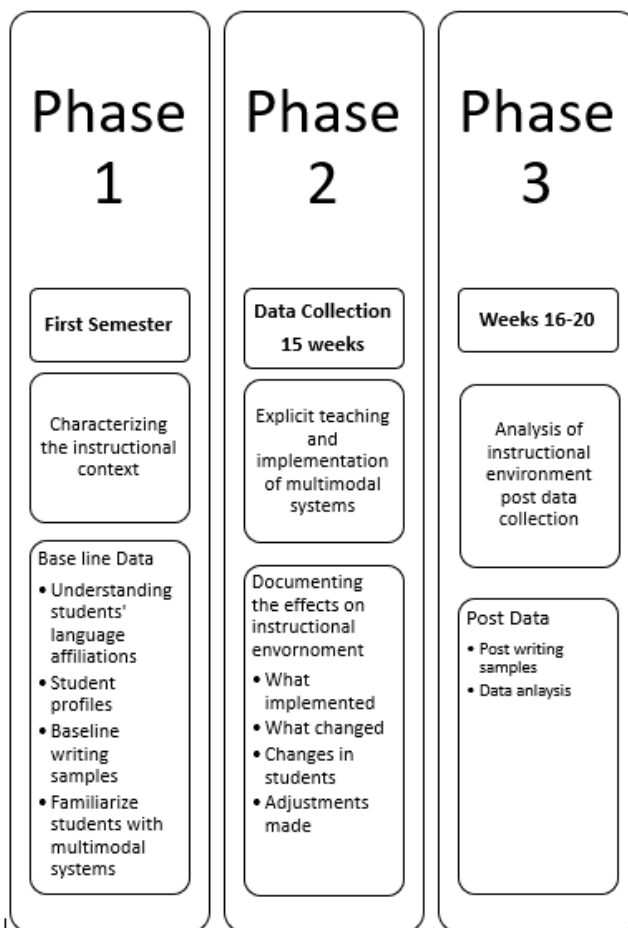 Phase
1
First Semester
Characterizing
the instructional
context
Base line Data
• Understanding
students'
language
affiliations
• Student
profiles
• Baseline
writing
samples
• Familiarize
students with
multimodal
systems
Phase
2
Data Collection
15 weeks
Explicit teaching
and
implementation
of multimodal
systems
Documenting
the effects on
instructional
envornoment
• What
implemented
• What changed
• Changes in
students
• Adjustments
made
Phase
3
Weeks 16-20
Analysis of
instructional
environment
post data
collection
Post Data
• Post writing
samples
• Data anlaysis